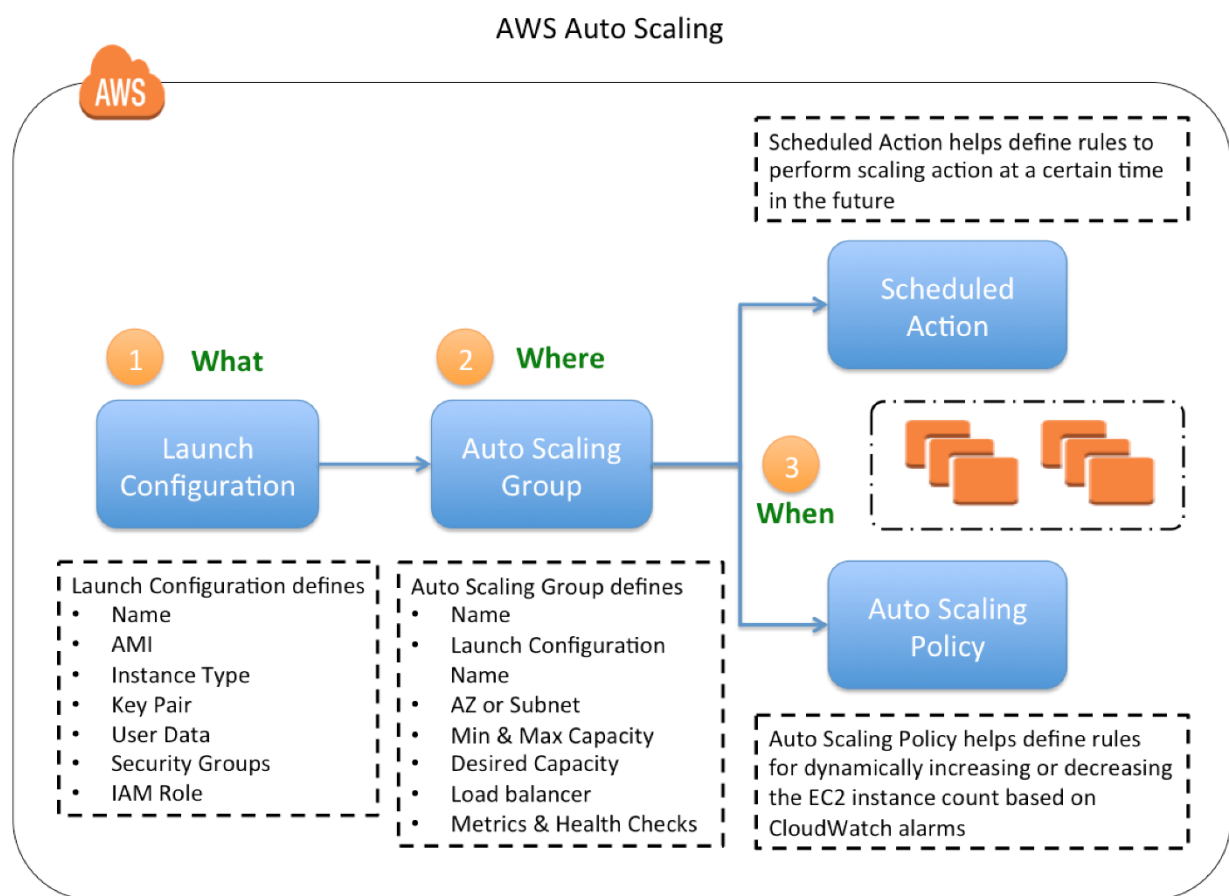 AWS Auto Scaling
AWS
Scheduled Action helps define rules to
perform scaling action at a certain time
in the future
Scheduled
Action
1
What
2
Where
Launch
Configuration
Auto Scaling
Group
3
When
Auto Scaling
Policy
Launch Configuration defines
• Name
• AMI
• Instance Type
• Key Pair
• User Data
• Security Groups
• IAM Role
Auto Scaling Group defines
• Name
• Launch Configuration
Name
• AZ or Subnet
• Min & Max Capacity
• Desired Capacity
• Load balancer
• Metrics & Health Checks
Auto Scaling Policy helps define rules
for dynamically increasing or decreasing
the EC2 instance count based on
CloudWatch alarms